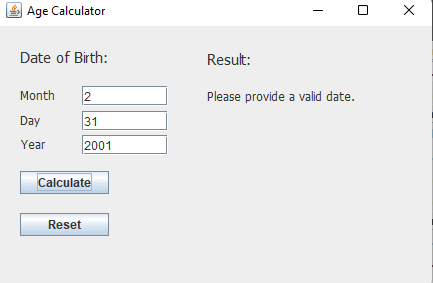 Age Calculator
Date of Birth:
Result:
Month 2
Please provide a valid date.
Day 31
Year 2001
Calculate
Reset